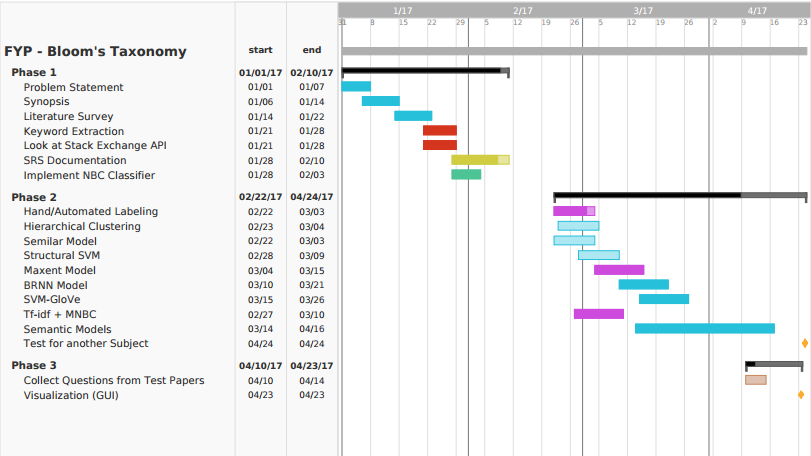 1/17 2/17 3/17 4/17
31 8 15 22 29 5 12 19 26 5 12 19 26 2 9 16 23
FYP - Bloom's Taxonomy start end
Phase 1 01/01/17 02/10/17
Problem Statement 01/01 01/07
Synopsis 01/06 01/14
Literature Survey 01/14 01/22
Keyword Extraction 01/21 01/28
Look at Stack Exchange API 01/21 01/28
SRS Documentation 01/28 02/10
Implement NBC Classifier 01/28 02/03
Phase 2 02/22/17 04/24/17
Hand/Automated Labeling 02/22 03/03
Hierarchical Clustering 02/23 03/04
Semilar Model 02/22 03/03
Structural SVM 02/28 03/09
Maxent Model 03/04 03/15
BRNN Model 03/10 03/21
SVM-GloVe 03/15 03/26
Tf-idf + MNBC 02/27 03/10
Semantic Models 03/14 04/16
Test for another Subject 04/24 04/24
Phase 3 04/10/17 04/23/17
Collect Questions from Test Papers 04/10 04/14
Visualization (GUI) 04/23 04/23